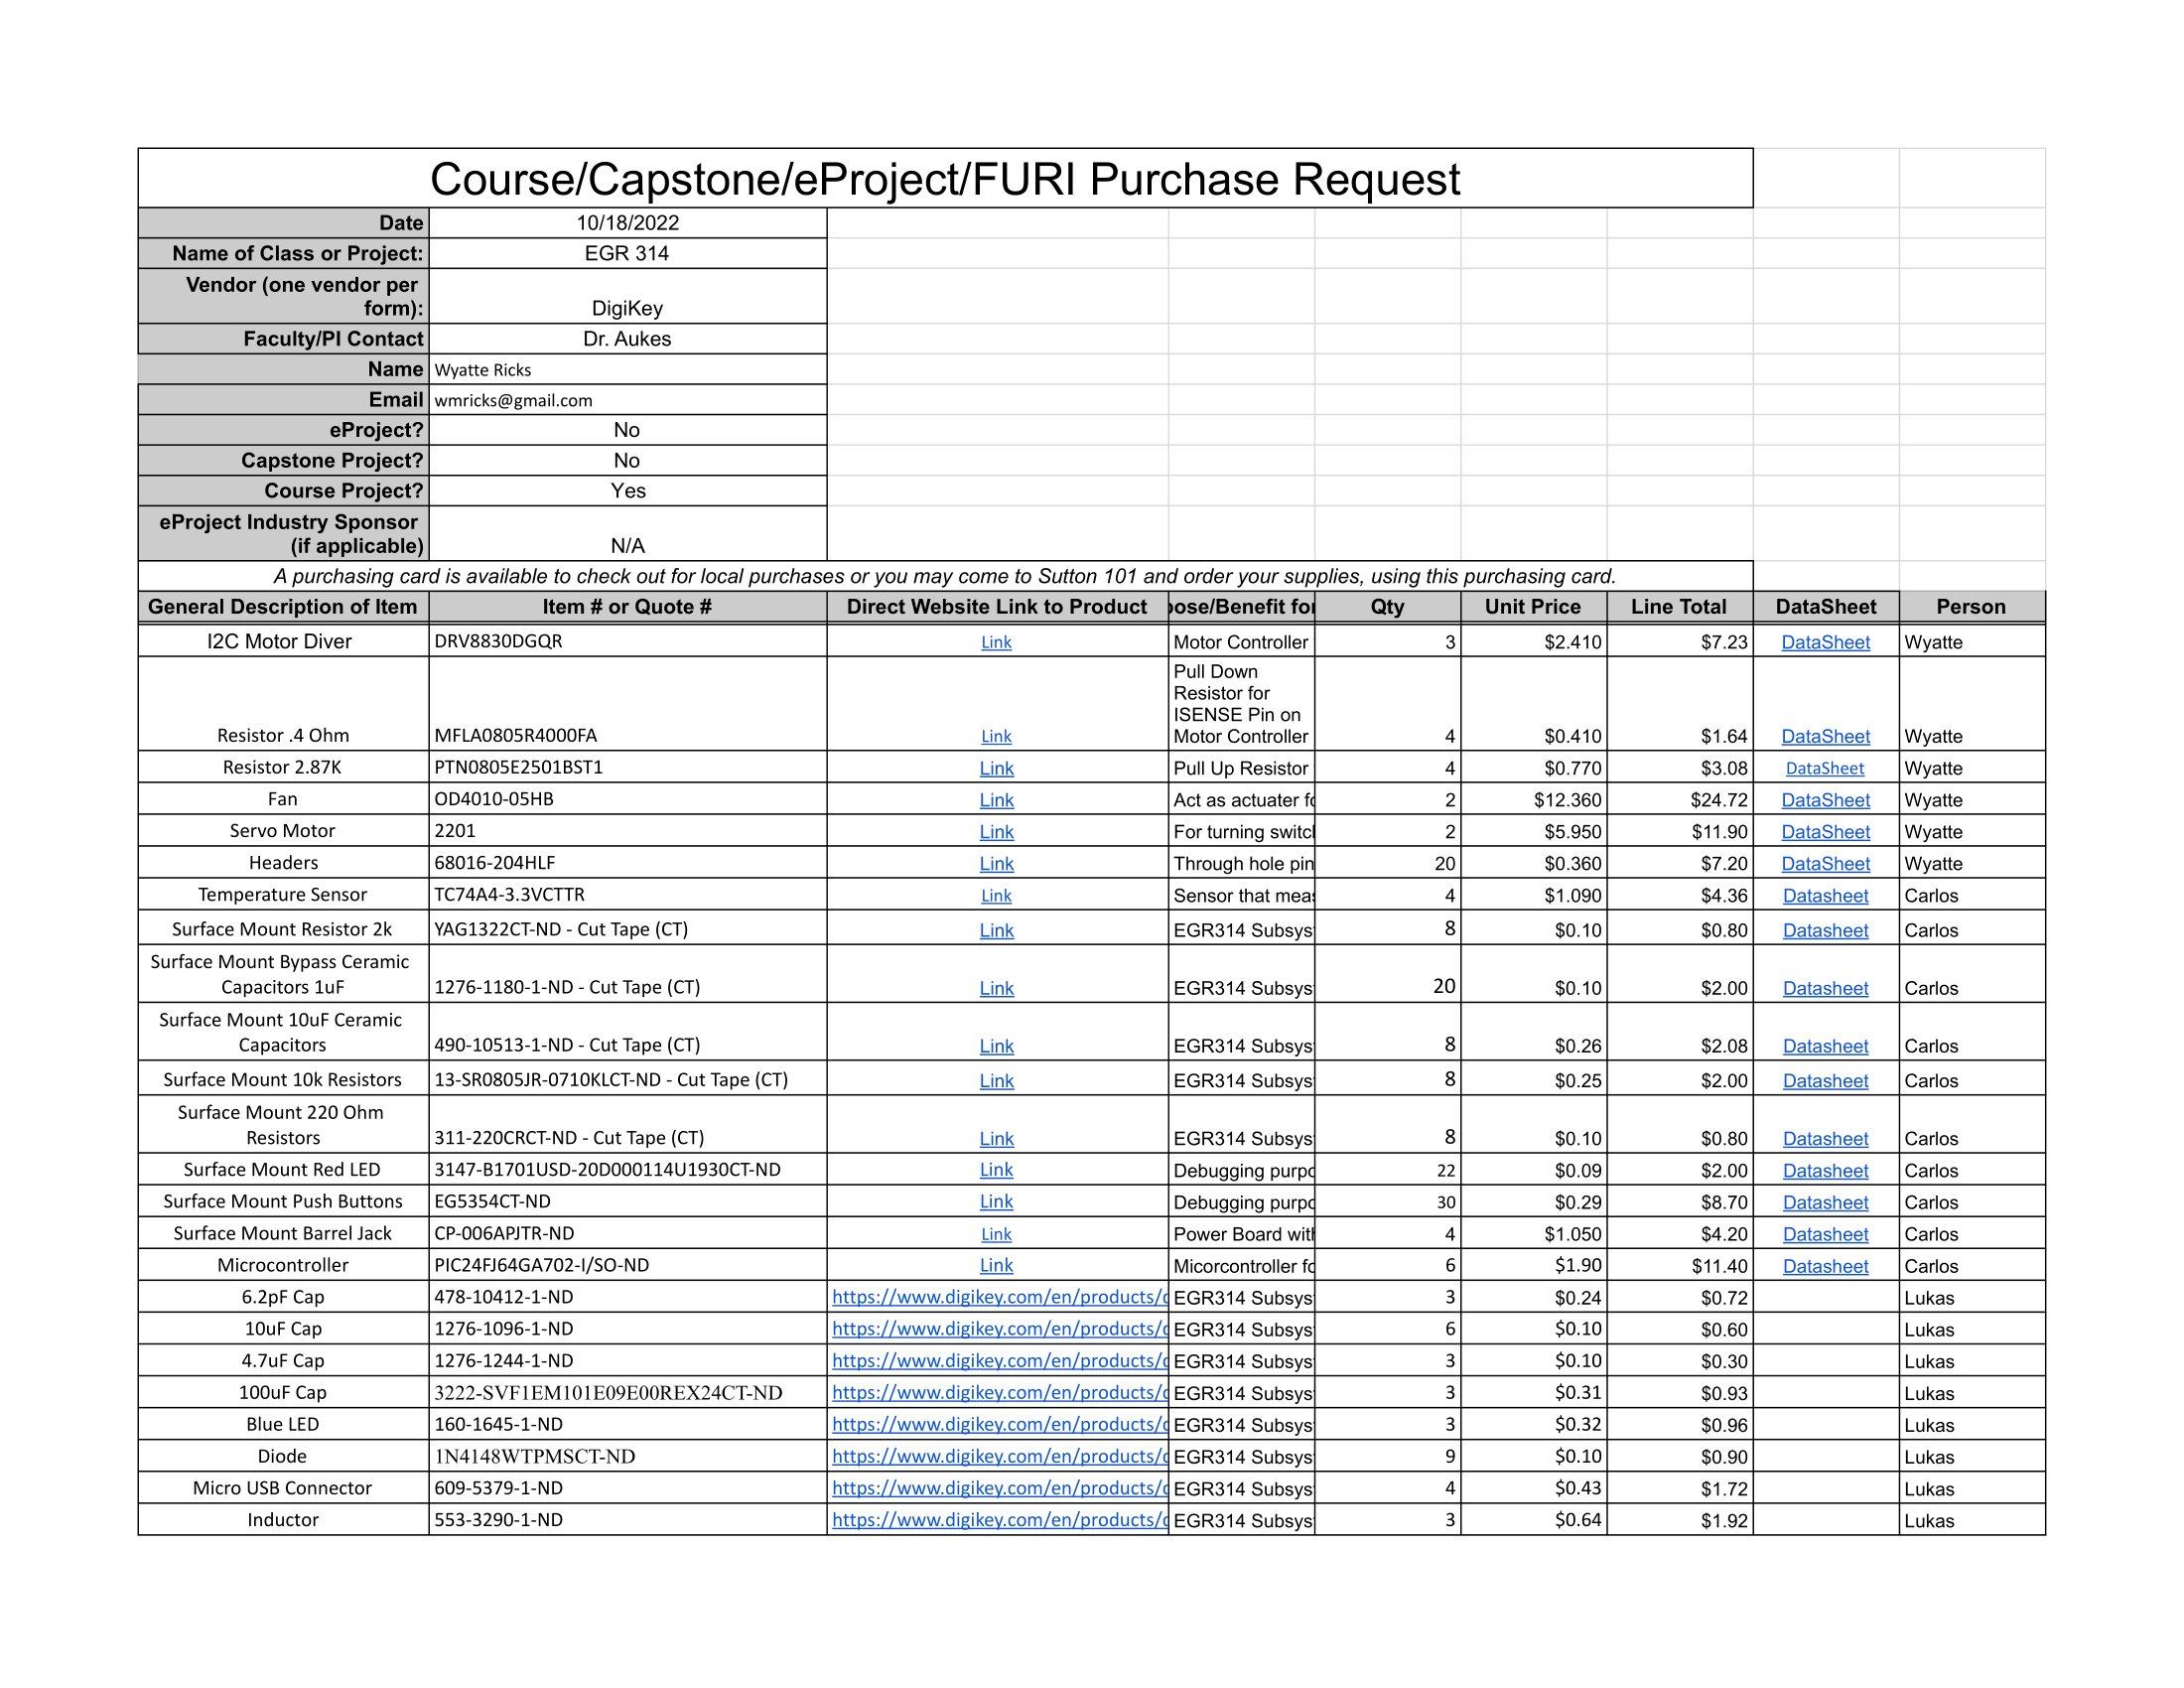 Course/Capstone/eProject/FURI Purchase Request
Date 10/18/2022
Name of Class or Project: EGR 314
Vendor (one vendor per
form): DigiKey
Faculty/PI Contact Dr. Aukes
Name Wyatte Ricks
Email wmricks@gmail.com
eProject? No
Capstone Project? No
Course Project? Yes
eProject Industry Sponsor
(if applicable) N/A
A purchasing card is available to check out for local purchases or you may come to Sutton 101 and order your supplies, using this purchasing card.
General Description of Item Item # or Quote # Direct Website Link to Product pose/Benefit for Qty Unit Price Line Total DataSheet Person
I2C Motor Diver DRV8830DGQR Link Motor Controller 3 $2.410 $7.23 DataSheet Wyatte
Pull Down
Resistor for
ISENSE Pin on
Resistor .4 Ohm MFLA0805R4000FA Link Motor Controller 4 $0.410 $1.64 DataSheet Wyatte
Resistor 2.87K PTN0805E2501BST1 Link Pull Up Resistor 4 $0.770 $3.08 DataSheet Wyatte
Fan OD4010-05HB Link Act as actuater fo 2 $12.360 $24.72 DataSheet Wyatte
Servo Motor 2201 Link For turning switch 2 $5.950 $11.90 DataSheet Wyatte
Headers 68016-204HLF Link Through hole pin 20 $0.360 $7.20 DataSheet Wyatte
Temperature Sensor TC74A4-3.3VCTTR Link Sensor that meas 4 $1.090 $4.36 Datasheet Carlos
Surface Mount Resistor 2k YAG1322CT-ND - Cut Tape (CT) Link EGR314 Subsys 8 $0.10 $0.80 Datasheet Carlos
Surface Mount Bypass Ceramic
Capacitors 1uF 1276-1180-1-ND - Cut Tape (CT) Link EGR314 Subsys 20 $0.10 $2.00 Datasheet Carlos
Surface Mount 10uF Ceramic
Capacitors 490-10513-1-ND - Cut Tape (CT) Link EGR314 Subsys 8 $0.26 $2.08 Datasheet Carlos
Surface Mount 10k Resistors 13-SR0805JR-0710KLCT-ND - Cut Tape (CT) Link EGR314 Subsys 8 $0.25 $2.00 Datasheet Carlos
Surface Mount 220 Ohm
Resistors 311-220CRCT-ND - Cut Tape (CT) Link EGR314 Subsys 8 $0.10 $0.80 Datasheet Carlos
Surface Mount Red LED 3147-B1701USD-20D000114U1930CT-ND Link Debugging purpo 22 $0.09 $2.00 Datasheet Carlos
Surface Mount Push Buttons EG5354CT-ND Link Debugging purpo 30 $0.29 $8.70 Datasheet Carlos
Surface Mount Barrel Jack CP-006APJTR-ND Link Power Board with 4 $1.050 $4.20 Datasheet Carlos
Microcontroller PIC24FJ64GA702-I/SO-ND Link Micorcontroller fo 6 $1.90 $11.40 Datasheet Carlos
6.2pF Cap 478-10412-1-ND https://www.digikey.com/en/products/d EGR314 Subsys 3 $0.24 $0.72 Lukas
10uF Cap 1276-1096-1-ND https://www.digikey.com/en/products/d EGR314 Subsys 6 $0.10 $0.60 Lukas
4.7uF Cap 1276-1244-1-ND https://www.digikey.com/en/products/d EGR314 Subsys 3 $0.10 $0.30 Lukas
100uF Cap 3222-SVF1EM101E09E00REX24CT-ND https://www.digikey.com/en/products/d EGR314 Subsys 3 $0.31 $0.93 Lukas
Blue LED 160-1645-1-ND https://www.digikey.com/en/products/d EGR314 Subsys 3 $0.32 $0.96 Lukas
Diode 1N4148WTPMSCT-ND https://www.digikey.com/en/products/d EGR314 Subsys 9 $0.10 $0.90 Lukas
Micro USB Connector 609-5379-1-ND https://www.digikey.com/en/products/d EGR314 Subsys 4 $0.43 $1.72 Lukas
Inductor 553-3290-1-ND https://www.digikey.com/en/products/d EGR314 Subsys 3 $0.64 $1.92 Lukas